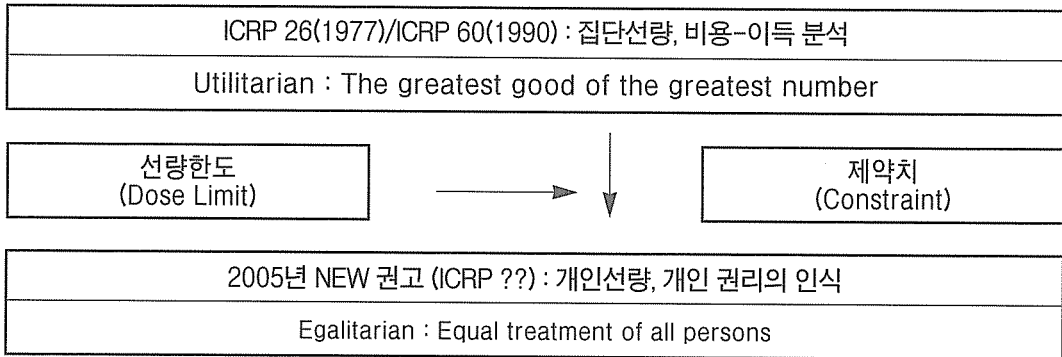 ICRP 26(1977)/ICRP 60(1990) : 집단선량, 비용-이득 분석
Utilitarian : The greatest good of the greatest number
선량한도
(Dose Limit)
제약치
(Constraint)
2005년 NEW 권고 (ICRP ??) : 개인선량, 개인 권리의 인식
Egalitarian : Equal treatment of all persons